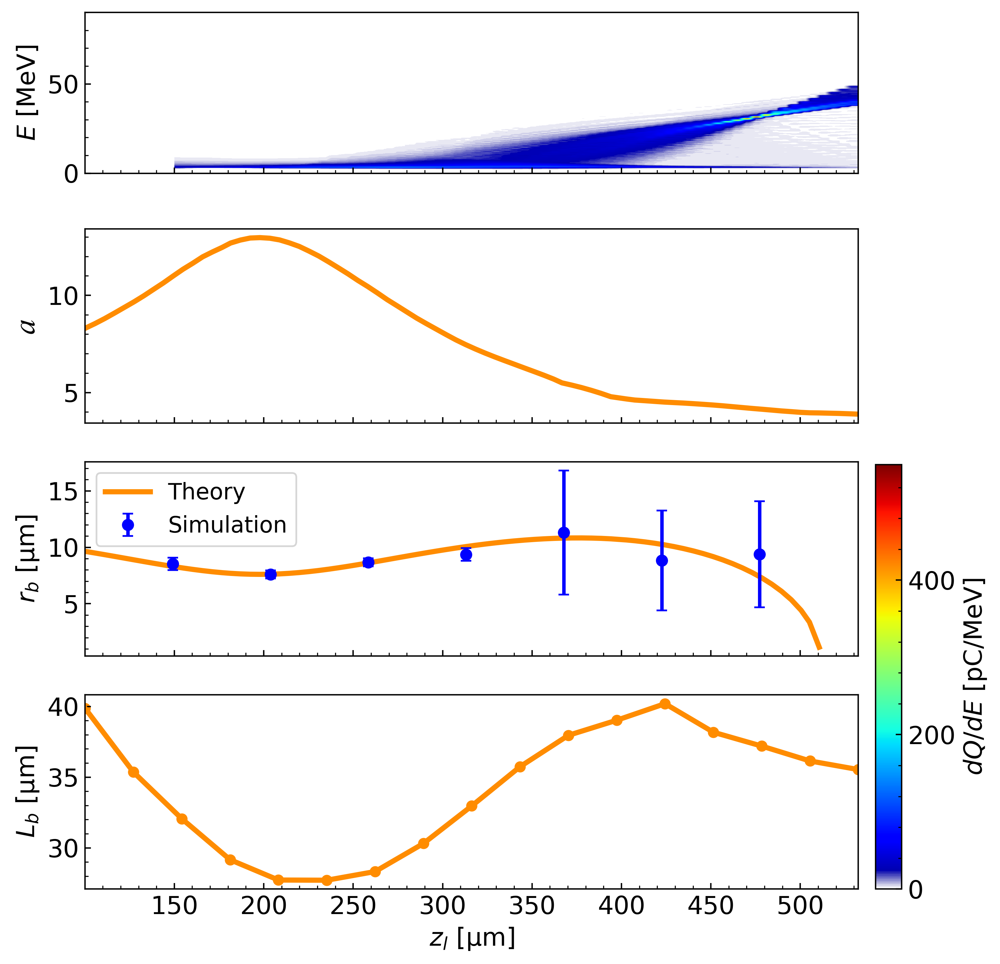 E [MeV]
50
0
a
10
5
Theory
Simulation
r_b [μm]
15
10
5
L_b [μm]
40
35
30
150 200 250 300 350 400 450 500
z_l [μm]
400
200
0
dQ/dE [pC/MeV]